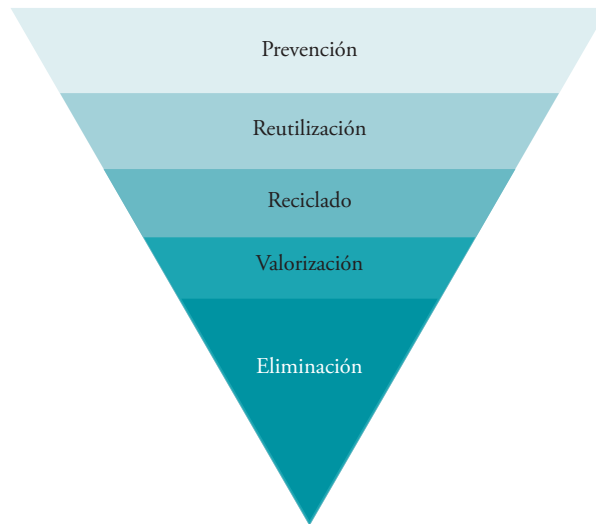 Prevención
Reutilización
Reciclado
Valorización
Eliminación